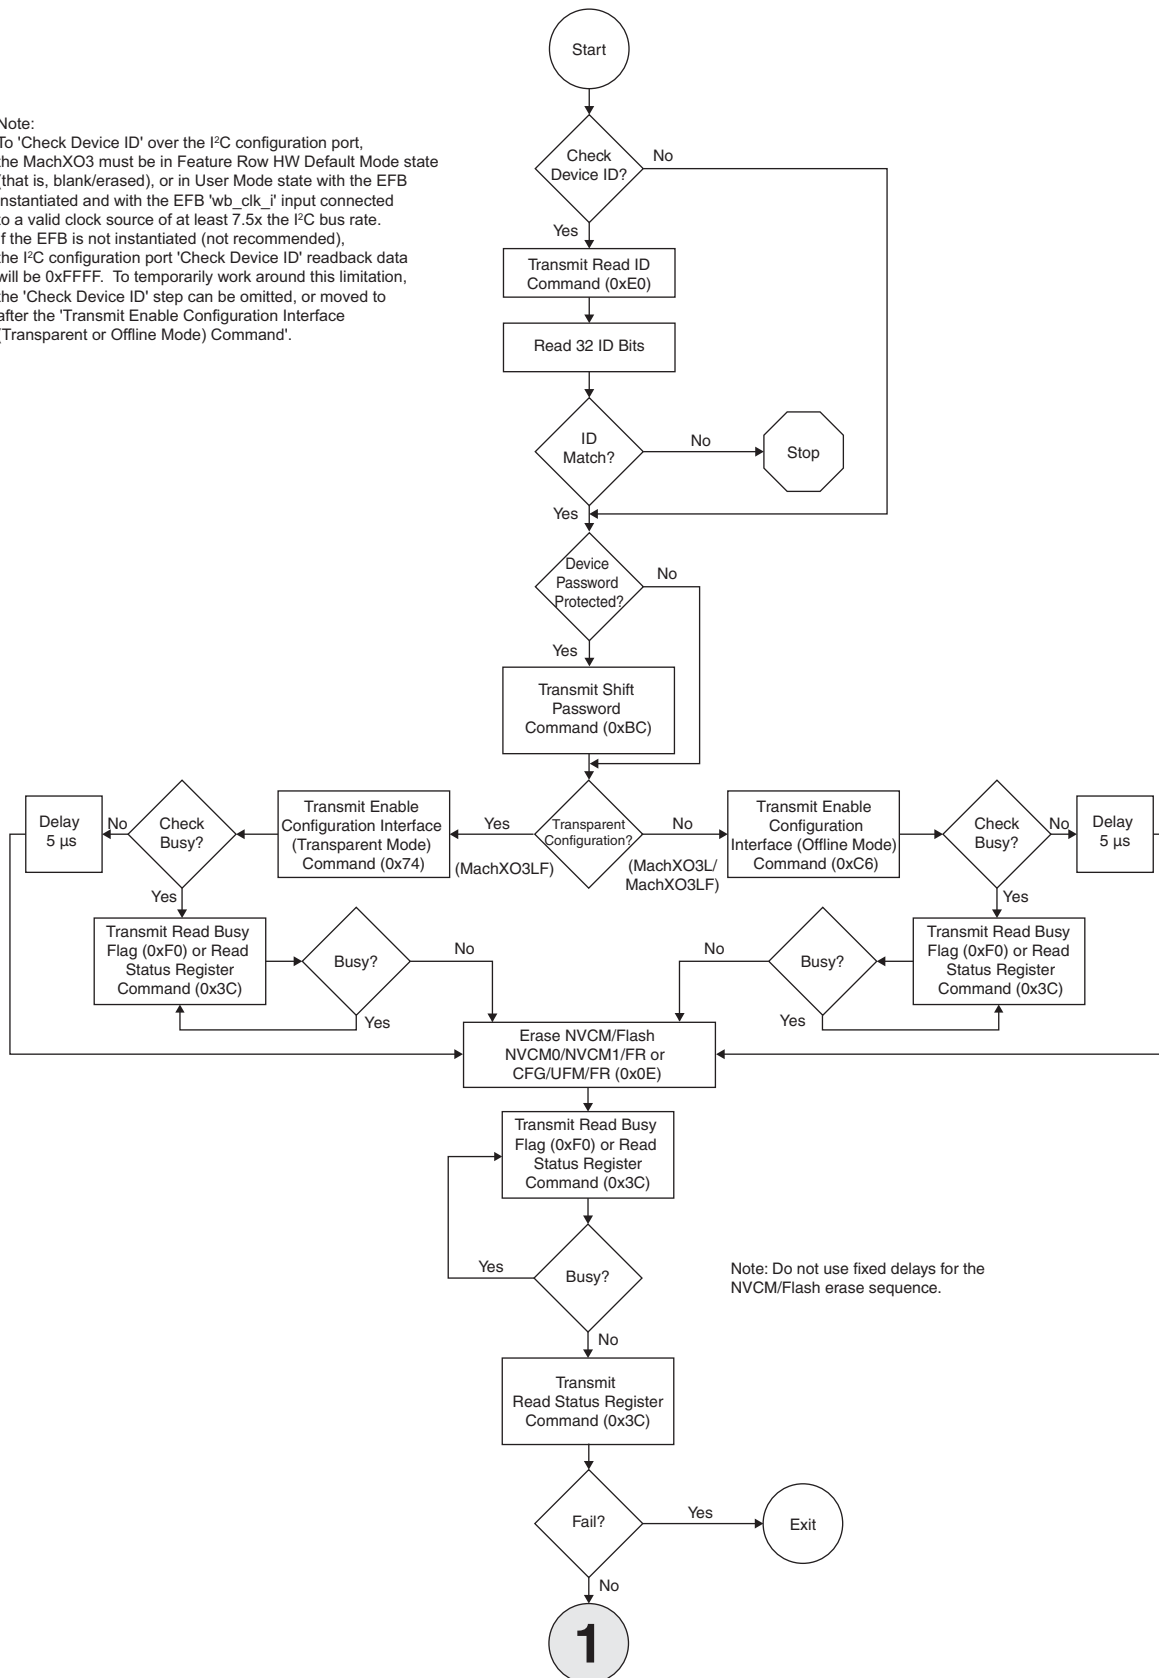 Start
Note:
To 'Check Device ID' over the I²C configuration port,
the MachXO3 must be in Feature Row HW Default Mode state
(that is, blank/erased), or in User Mode state with the EFB
instantiated and with the EFB 'wb_clk_i' input connected
to a valid clock source of at least 7.5x the I²C bus rate.
If the EFB is not instantiated (not recommended),
the I²C configuration port 'Check Device ID' readback data
will be 0xFFFF. To temporarily work around this limitation,
the 'Check Device ID' step can be omitted, or moved to
after the 'Transmit Enable Configuration Interface
(Transparent or Offline Mode) Command'.
Check
Device ID?
No
Yes
Transmit Read ID
Command (0xE0)
Read 32 ID Bits
ID
Match?
No
Stop
Yes
Device
Password
Protected?
No
Yes
Transmit Shift
Password
Command (0xBC)
Transparent
Configuration?
Yes
(MachXO3LF)
Transmit Enable
Configuration Interface
(Transparent Mode)
Command (0x74)
Check
Busy?
No
Delay
5 µs
Yes
Transmit Read Busy
Flag (0xF0) or Read
Status Register
Command (0x3C)
Busy?
No
Yes
No
(MachXO3L/
MachXO3LF)
Transmit Enable
Configuration
Interface (Offline Mode)
Command (0xC6)
Check
Busy?
No
Delay
5 µs
Yes
Transmit Read Busy
Flag (0xF0) or Read
Status Register
Command (0x3C)
Busy?
No
Yes
Erase NVCM/Flash
NVCM0/NVCM1/FR or
CFG/UFM/FR (0x0E)
Transmit Read Busy
Flag (0xF0) or Read
Status Register
Command (0x3C)
Busy?
Yes
Note: Do not use fixed delays for the
NVCM/Flash erase sequence.
No
Transmit
Read Status Register
Command (0x3C)
Fail?
Yes
Exit
No
1